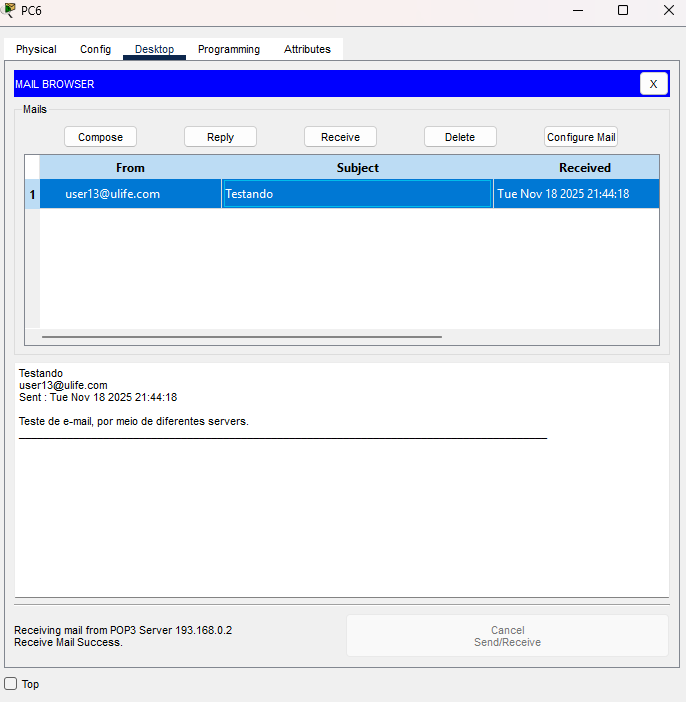 PC6
Physical Config Desktop Programming Attributes
MAIL BROWSER X
Mails
Compose Reply Receive Delete Configure Mail
From Subject Received
1 user13@ulife.com Testando Tue Nov 18 2025 21:44:18
Testando
user13@ulife.com
Sent : Tue Nov 18 2025 21:44:18
Teste de e-mail, por meio de diferentes servers.
Receiving mail from POP3 Server 193.168.0.2
Receive Mail Success.
Cancel
Send/Receive
Top